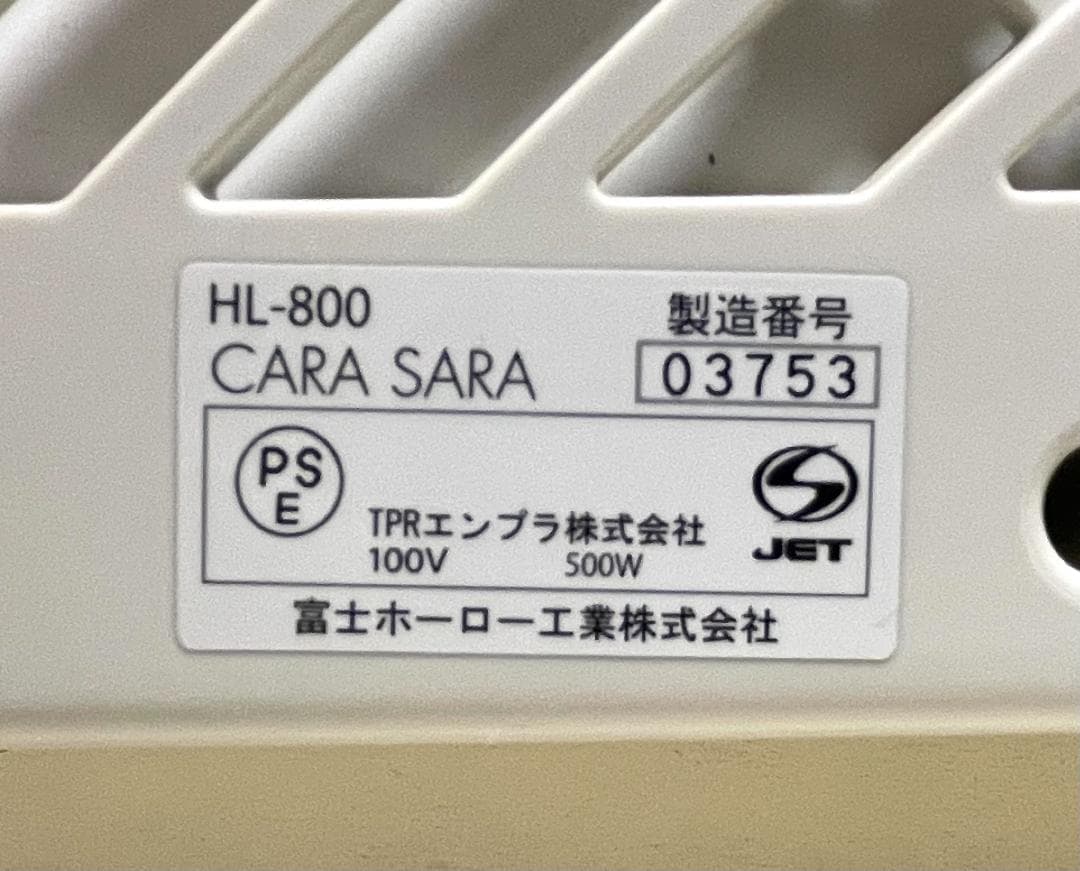 HL-800
CARA SARA
製造番号
03753
PS
E
TPRエンプラ株式会社
100V 500W
JET
富士ホーロー工業株式会社